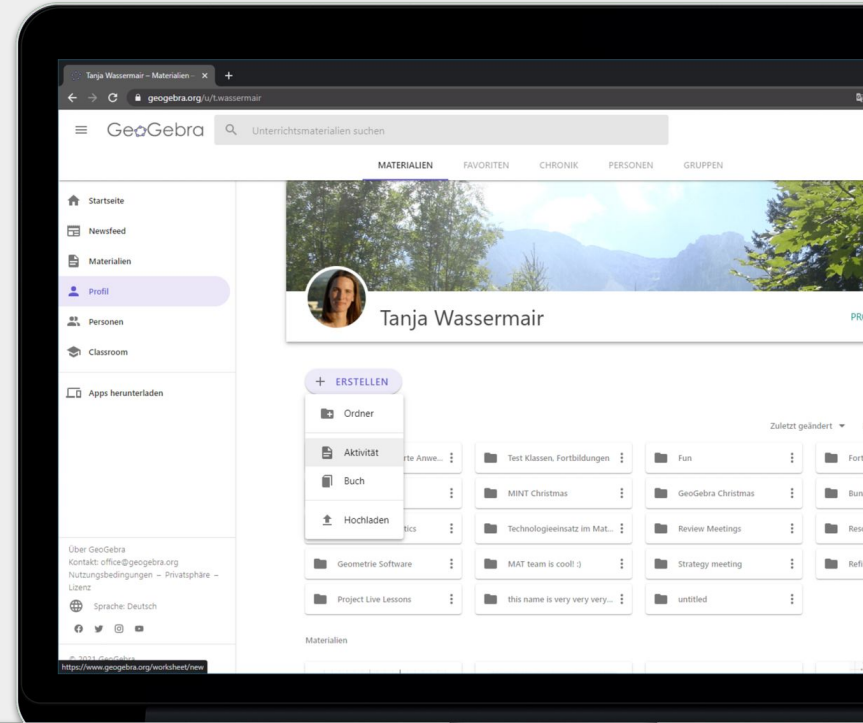 Tanja Wassermair – Materialien –
geogebra.org/u/t.wassermair
GeoGebra
Unterrichtsmaterialien suchen
MATERIALIEN FAVORITEN CHRONIK PERSONEN GRUPPEN
Startseite
Newsfeed
Materialien
Profil
Personen
Classroom
Apps herunterladen
Tanja Wassermair
ERSTELLEN
Ordner
Aktivität
Buch
Hochladen
Zuletzt geändert
Test Klassen, Fortbildungen
Fun
MINT Christmas
GeoGebra Christmas
Technologieeinsatz im Mat...
Review Meetings
Geometrie Software
MAT team is cool! :)
Strategy meeting
Project Live Lessons
this name is very very very...
untitled
Materialien
Über GeoGebra
Kontakt: office@geogebra.org
Nutzungsbedingungen – Privatsphäre –
Lizenz
Sprache: Deutsch
© 2021 GeoGebra
https://www.geogebra.org/worksheet/new